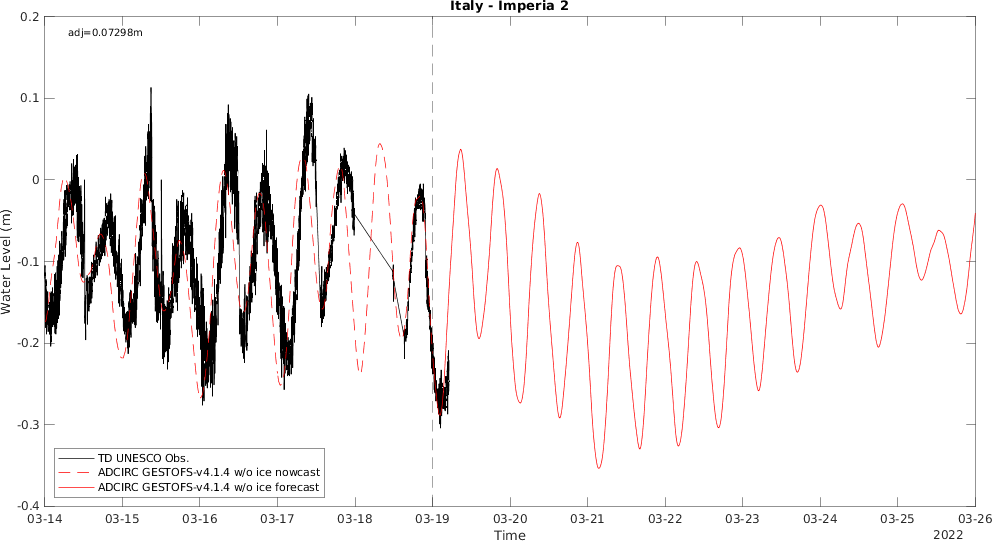 Italy - Imperia 2
adj=0.07298m
0.2
0.1
0
-0.1
-0.2
-0.3
-0.4
Water Level (m)
TD UNESCO Obs.
ADCIRC GESTOFS-v4.1.4 w/o ice nowcast
ADCIRC GESTOFS-v4.1.4 w/o ice forecast
03-14 03-15 03-16 03-17 03-18 03-19 03-20 03-21 03-22 03-23 03-24 03-25 03-26
Time
2022